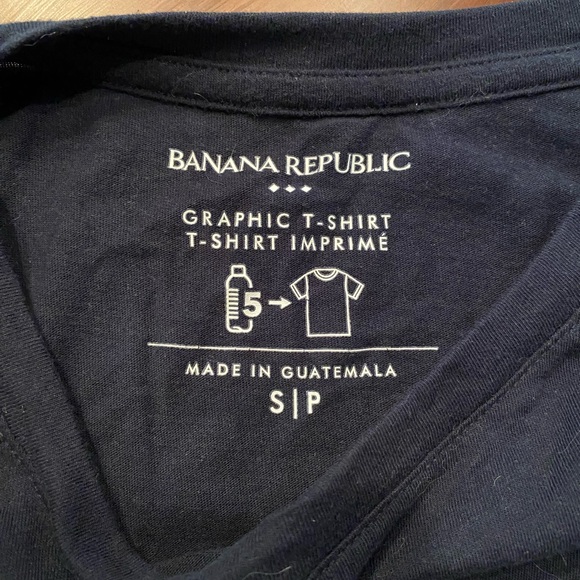 BANANA REPUBLIC
GRAPHIC T-SHIRT
T-SHIRT IMPRIMÉ
5
MADE IN GUATEMALA
S|P